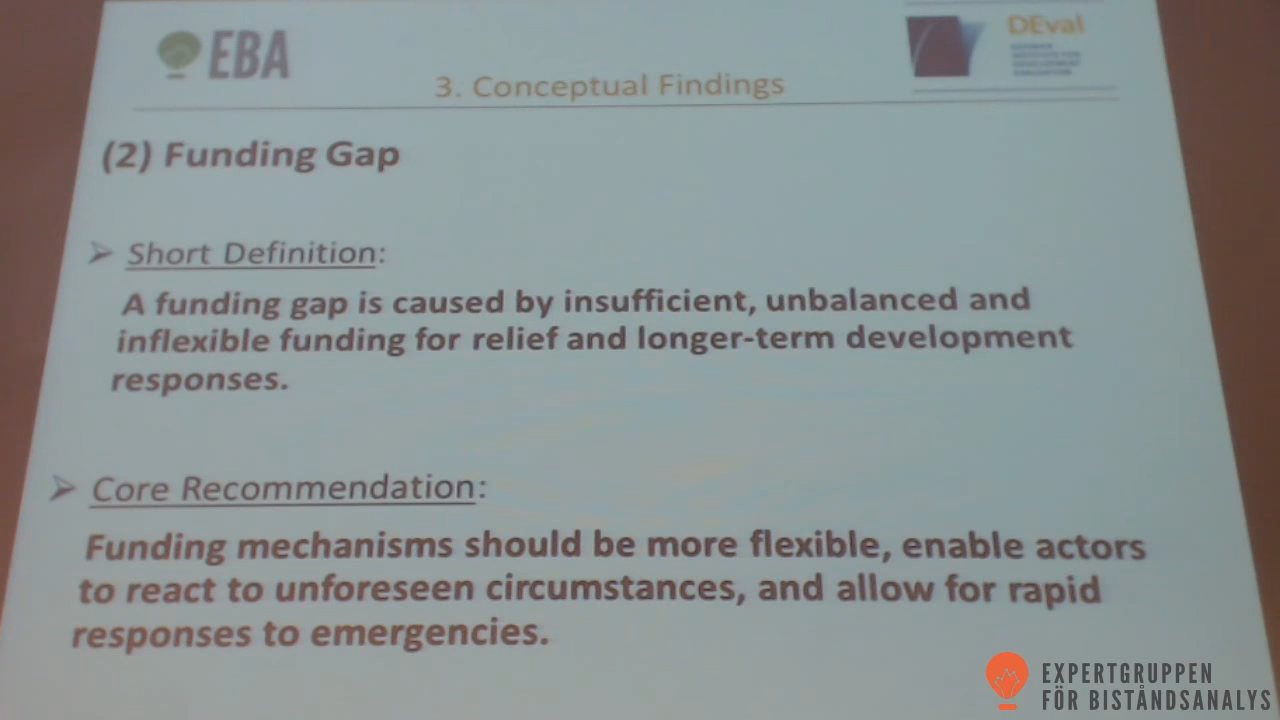 EBA
DEval
3. Conceptual Findings
(2) Funding Gap
Short Definition:
A funding gap is caused by insufficient, unbalanced and
inflexible funding for relief and longer-term development
responses.
Core Recommendation:
Funding mechanisms should be more flexible, enable actors
to react to unforeseen circumstances, and allow for rapid
responses to emergencies.
EXPERTGRUPPEN
FÖR BISTÅNDSANALYS